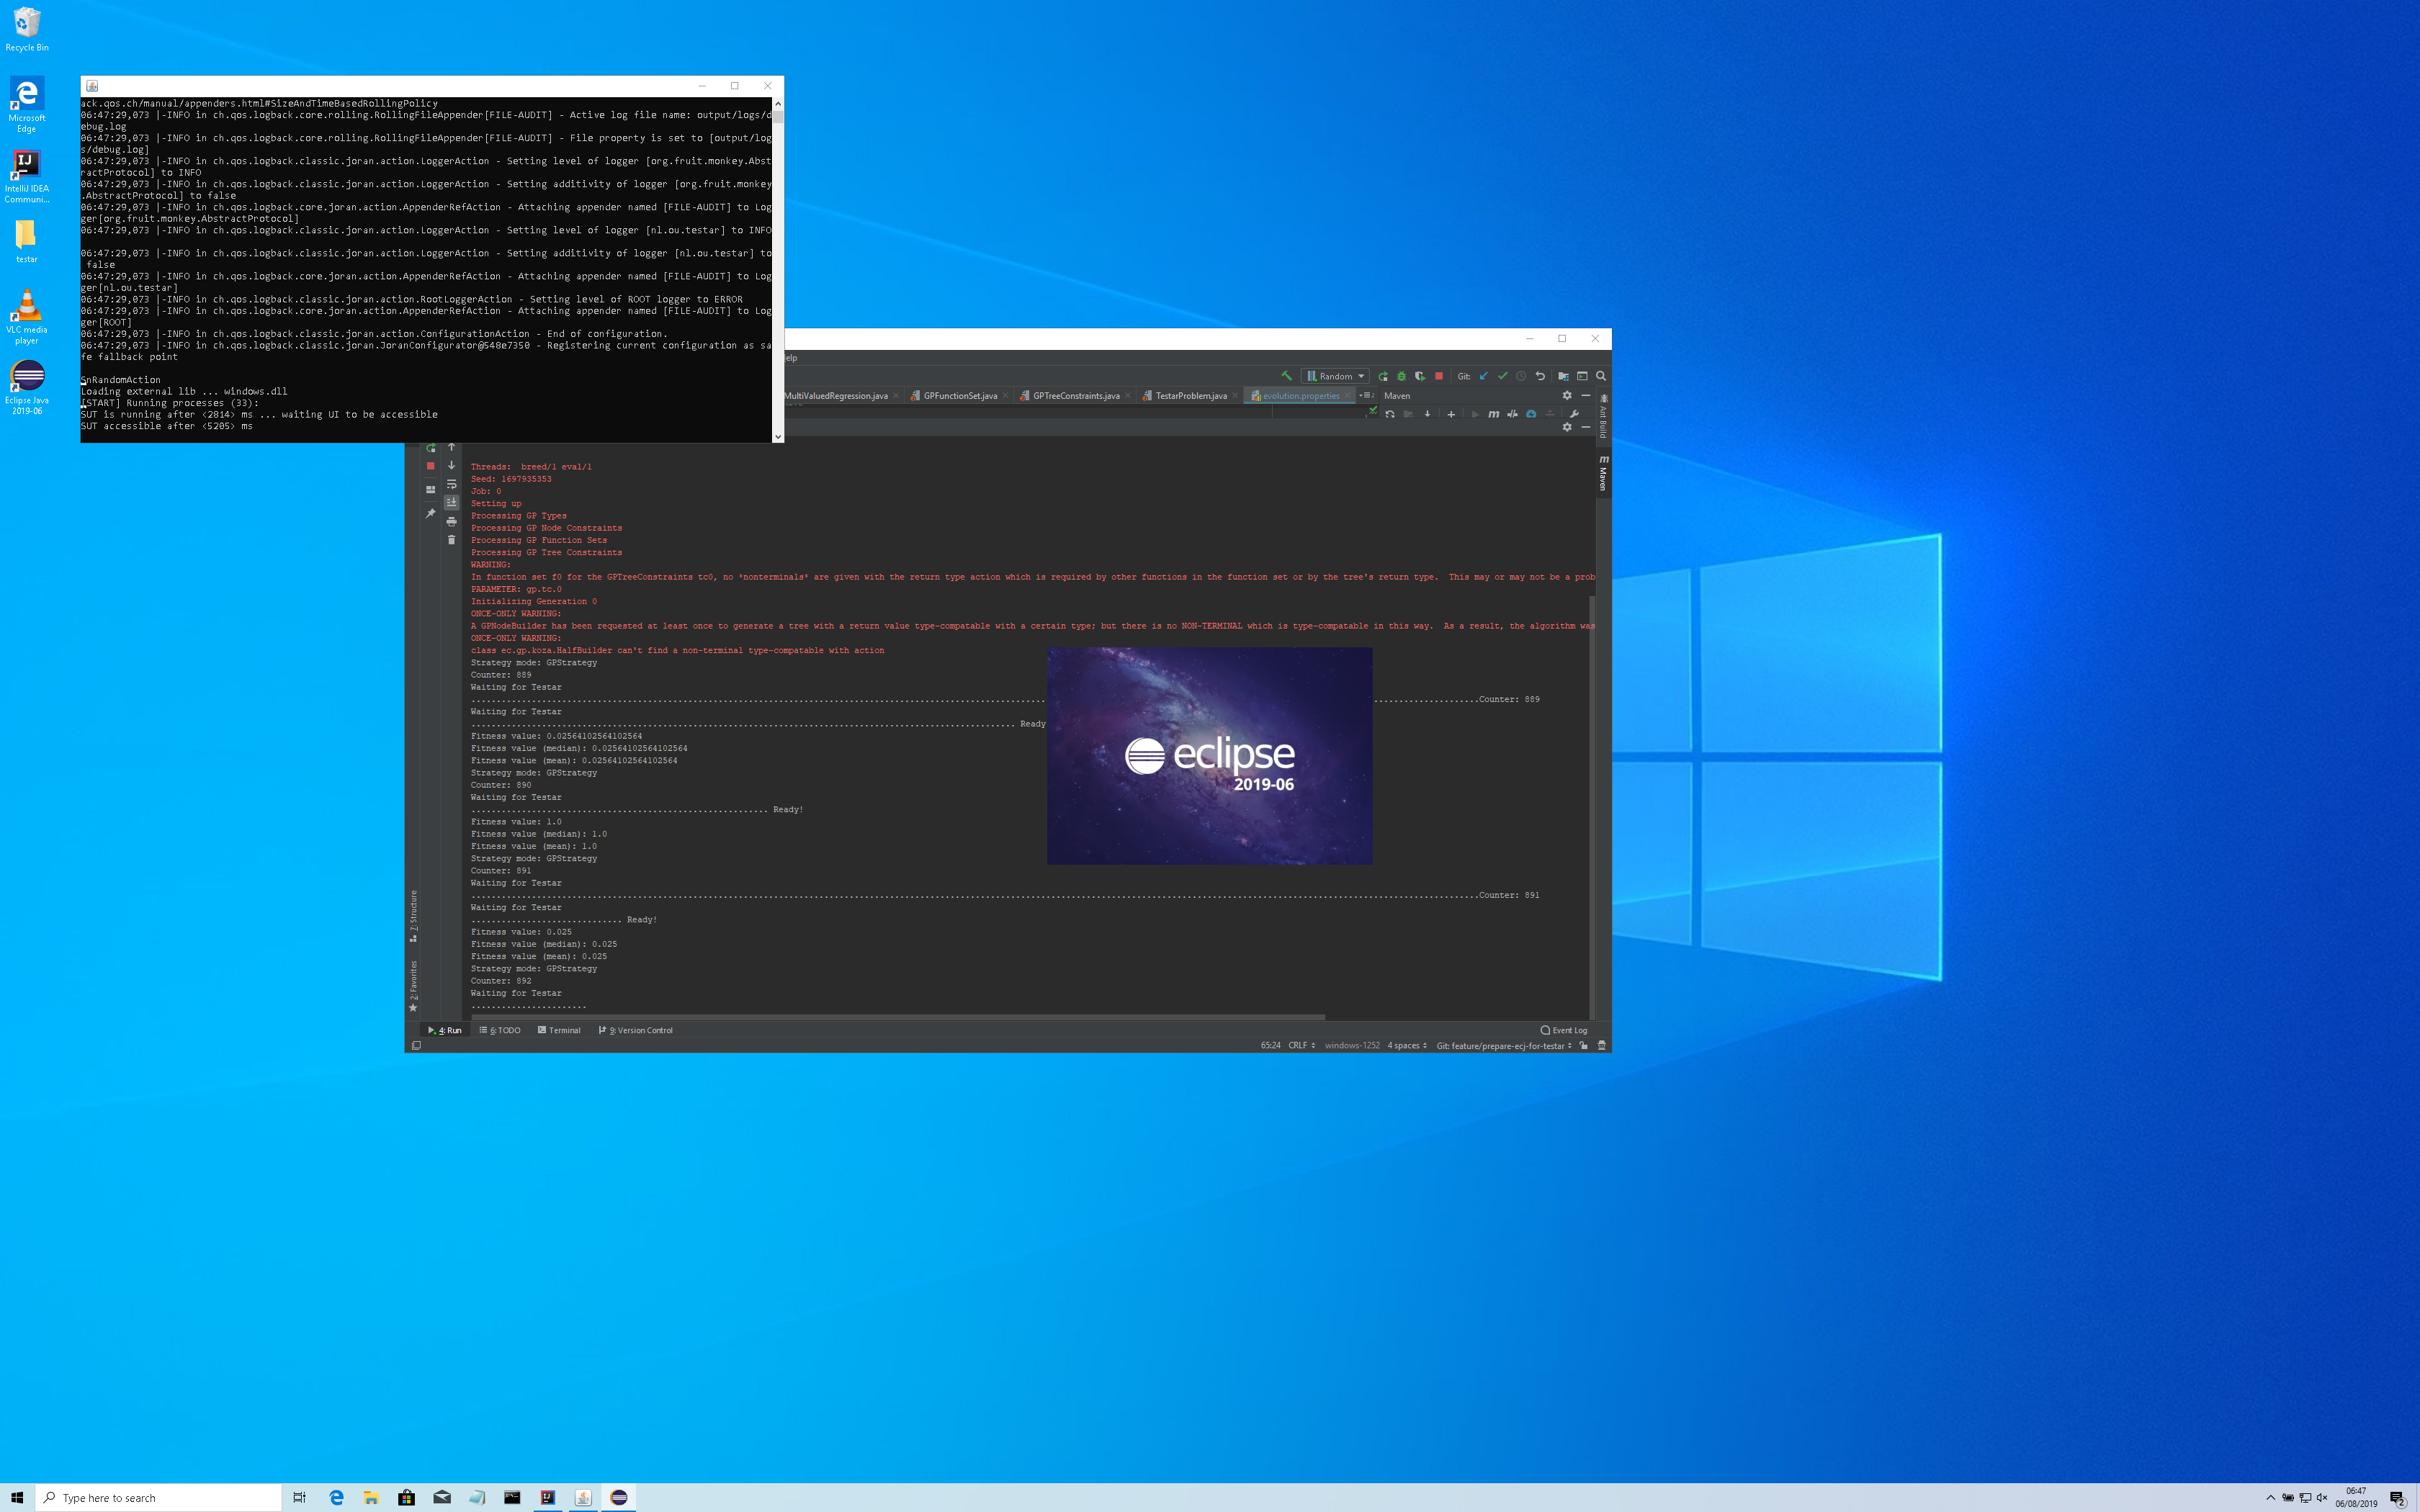 Recycle Bin
Microsoft
Edge
IntelliJ IDEA
Communi...
testar
VLC media
player
Eclipse Java
2019-06
ack.qos.ch/manual/appenders.html#SizeAndTimeBasedRollingPolicy
06:47:29,073 |-INFO in ch.qos.logback.core.rolling.RollingFileAppender[FILE-AUDIT] - Active log file name: output/logs/d
ebug.log
06:47:29,073 |-INFO in ch.qos.logback.core.rolling.RollingFileAppender[FILE-AUDIT] - File property is set to [output/log
s/debug.log]
06:47:29,073 |-INFO in ch.qos.logback.classic.joran.action.LoggerAction - Setting level of logger [org.fruit.monkey.Abst
ractProtocol] to INFO
06:47:29,073 |-INFO in ch.qos.logback.classic.joran.action.LoggerAction - Setting additivity of logger [org.fruit.monkey
.AbstractProtocol] to false
06:47:29,073 |-INFO in ch.qos.logback.core.joran.action.AppenderRefAction - Attaching appender named [FILE-AUDIT] to Log
ger[org.fruit.monkey.AbstractProtocol]
06:47:29,073 |-INFO in ch.qos.logback.classic.joran.action.LoggerAction - Setting level of logger [nl.ou.testar] to INFO
06:47:29,073 |-INFO in ch.qos.logback.classic.joran.action.LoggerAction - Setting additivity of logger [nl.ou.testar] to
false
06:47:29,073 |-INFO in ch.qos.logback.core.joran.action.AppenderRefAction - Attaching appender named [FILE-AUDIT] to Log
ger[nl.ou.testar]
06:47:29,073 |-INFO in ch.qos.logback.classic.joran.action.RootLoggerAction - Setting level of ROOT logger to ERROR
06:47:29,073 |-INFO in ch.qos.logback.core.joran.action.AppenderRefAction - Attaching appender named [FILE-AUDIT] to Log
ger[ROOT]
06:47:29,073 |-INFO in ch.qos.logback.classic.joran.action.ConfigurationAction - End of configuration.
06:47:29,073 |-INFO in ch.qos.logback.classic.joran.JoranConfigurator@548e7350 - Registering current configuration as sa
fe fallback point
SnRandomAction
Loading external lib ... windows.dll
[START] Running processes (33):
SUT is running after <2814> ms ... waiting UI to be accessible
SUT accessible after <5205> ms
elp
Random Git:
MultiValuedRegression.java GPFunctionSet.java GPTreeConstraints.java TestarProblem.java evolution.properties Maven
Ant Build
Maven
Threads:  breed/1 eval/1
Seed: 1697935353
Job: 0
Setting up
Processing GP Types
Processing GP Node Constraints
Processing GP Function Sets
Processing GP Tree Constraints
WARNING:
In function set f0 for the GPTreeConstraints tc0, no *nonterminals* are given with the return type action which is required by other functions in the function set or by the tree's return type.  This may or may not be a prob
PARAMETER: gp.tc.0
Initializing Generation 0
ONCE-ONLY WARNING:
A GPNodeBuilder has been requested at least once to generate a tree with a return value type-compatable with a certain type; but there is no NON-TERMINAL which is type-compatable in this way.  As a result, the algorithm was
ONCE-ONLY WARNING:
class ec.gp.koza.HalfBuilder can't find a non-terminal type-compatable with action
Strategy mode: GPStrategy
Counter: 889
Waiting for Testar
Counter: 889
Waiting for Testar
Ready
Fitness value: 0.02564102564102564
Fitness value (median): 0.02564102564102564
Fitness value (mean): 0.02564102564102564
Strategy mode: GPStrategy
Counter: 890
Waiting for Testar
Ready!
Fitness value: 1.0
Fitness value (median): 1.0
Fitness value (mean): 1.0
Strategy mode: GPStrategy
Counter: 891
Waiting for Testar
Counter: 891
Waiting for Testar
Ready!
Fitness value: 0.025
Fitness value (median): 0.025
Fitness value (mean): 0.025
Strategy mode: GPStrategy
Counter: 892
Waiting for Testar
eclipse
2019-06
7: Structure
2: Favorites
4: Run 6: TODO Terminal 9: Version Control Event Log
65:24 CRLF windows-1252 4 spaces Git: feature/prepare-ecj-for-testar
Type here to search
06:47
06/08/2019
2